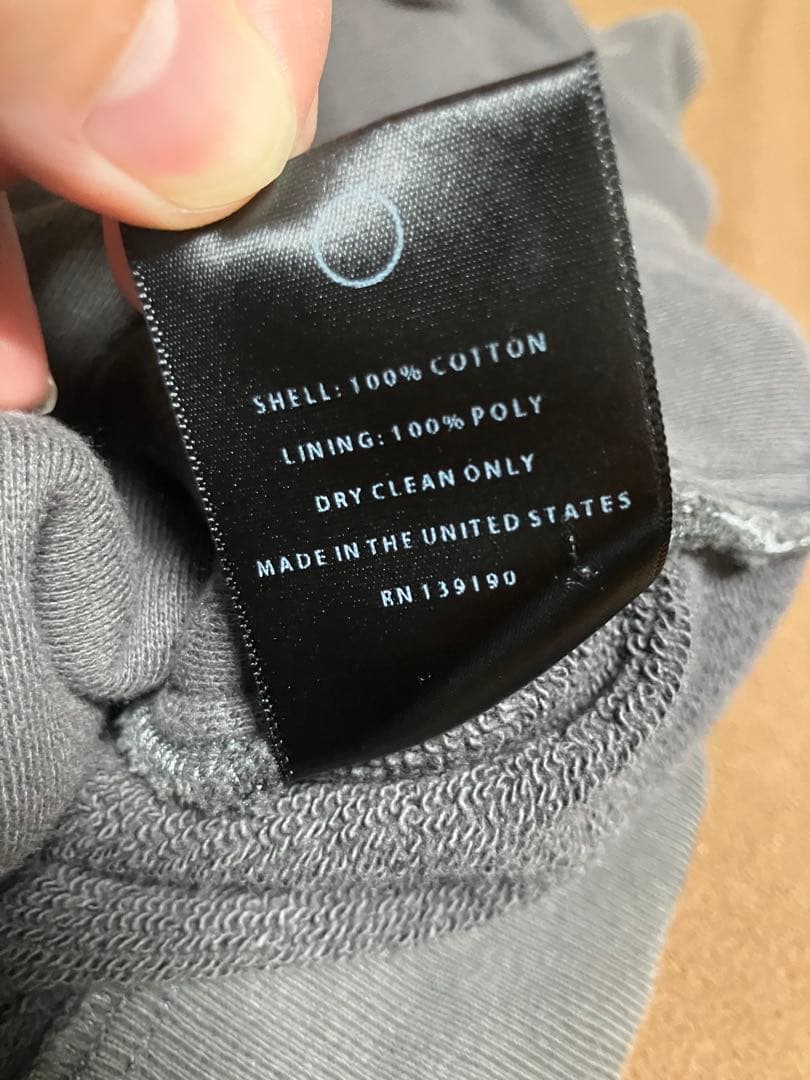 SHELL: 100% COTTON
LINING: 100% POLY
DRY CLEAN ONLY
MADE IN THE UNITED STATES
RN 139190